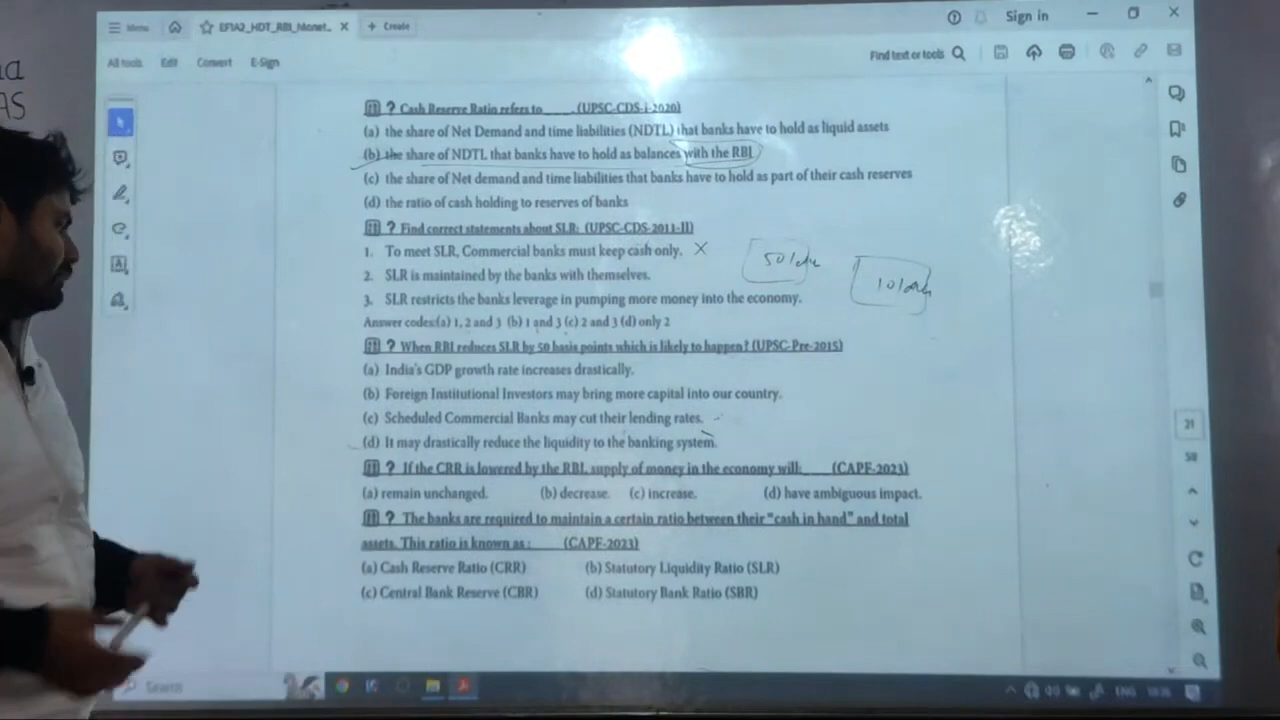 na
AS
Menu EF1A2_HDT_RBI_Monet... × + Create Sign in
All tools Edit Convert E-Sign Find text or tools
? Cash Reserve Ratio refers to____. (UPSC-CDS-i-2020)
(a) the share of Net Demand and time liabilities (NDTL) that banks have to hold as liquid assets
(b) the share of NDTL that banks have to hold as balances with the RBI
(c) the share of Net demand and time liabilities that banks have to hold as part of their cash reserves
(d) the ratio of cash holding to reserves of banks
? Find correct statements about SLR: (UPSC-CDS-2011-II)
1. To meet SLR, Commercial banks must keep cash only. X
2. SLR is maintained by the banks with themselves.
3. SLR restricts the banks leverage in pumping more money into the economy.
Answer codes:(a) 1, 2 and 3 (b) 1 and 3 (c) 2 and 3 (d) only 2
? When RBI reduces SLR by 50 basis points which is likely to happen? (UPSC-Pre-2015)
(a) India's GDP growth rate increases drastically.
(b) Foreign Institutional Investors may bring more capital into our country.
(c) Scheduled Commercial Banks may cut their lending rates.
(d) It may drastically reduce the liquidity to the banking system.
? If the CRR is lowered by the RBI, supply of money in the economy will:____ (CAPF-2023)
(a) remain unchanged. (b) decrease. (c) increase. (d) have ambiguous impact.
? The banks are required to maintain a certain ratio between their "cash in hand" and total
assets. This ratio is known as :____ (CAPF-2023)
(a) Cash Reserve Ratio (CRR) (b) Statutory Liquidity Ratio (SLR)
(c) Central Bank Reserve (CBR) (d) Statutory Bank Ratio (SBR)
31
58
Search ENG